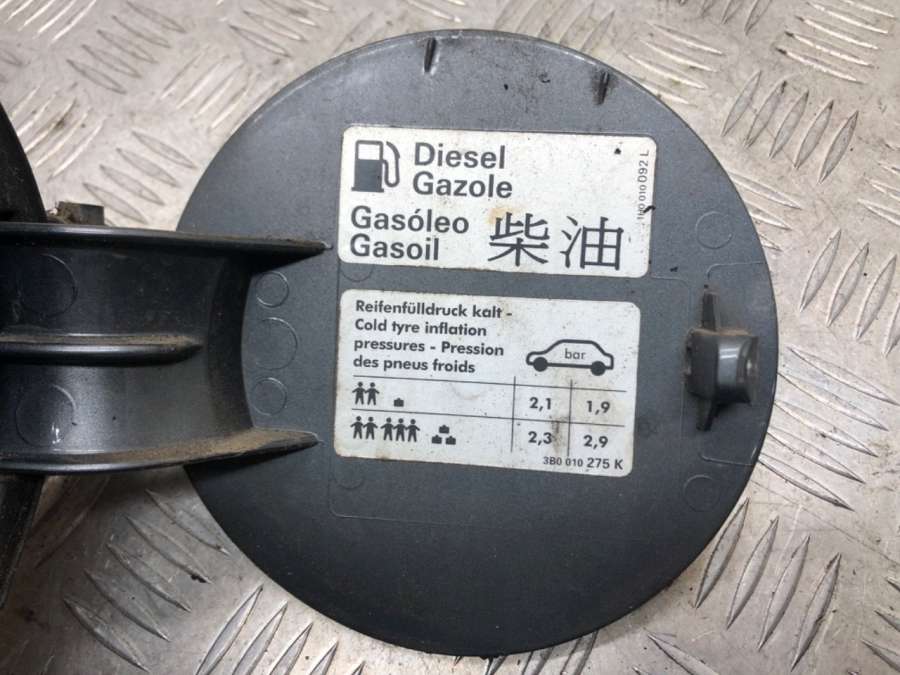 Diesel
Gazole
Gasóleo
Gasoil
柴油
1H0 010 092 L
Reifenfülldruck kalt -
Cold tyre inflation
pressures - Pression
des pneus froids
bar
2,1 1,9
2,3 2,9
3B0 010 275 K